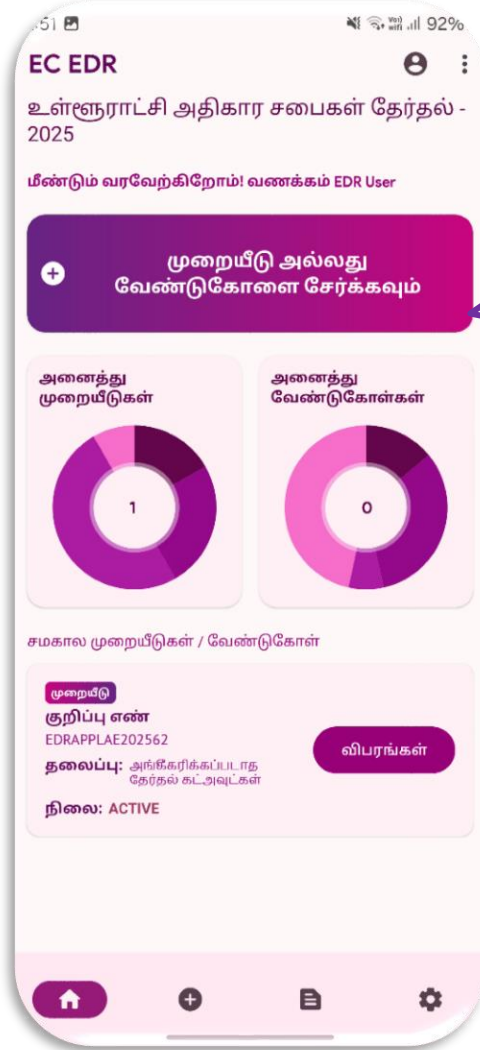 :51
92%
EC EDR
உள்ளூராட்சி அதிகார சபைகள் தேர்தல் -
2025
மீண்டும் வரவேற்கிறோம்! வணக்கம் EDR User
முறையீடு அல்லது
வேண்டுகோளை சேர்க்கவும்
அனைத்து
முறையீடுகள்
1
அனைத்து
வேண்டுகோள்கள்
0
சமகால முறையீடுகள் / வேண்டுகோள்
முறையீடு
குறிப்பு எண்
EDRAPPLAE202562
தலைப்பு: அங்கீகரிக்கப்படாத
தேர்தல் கட்அவுட்கள்
நிலை: ACTIVE
விபரங்கள்